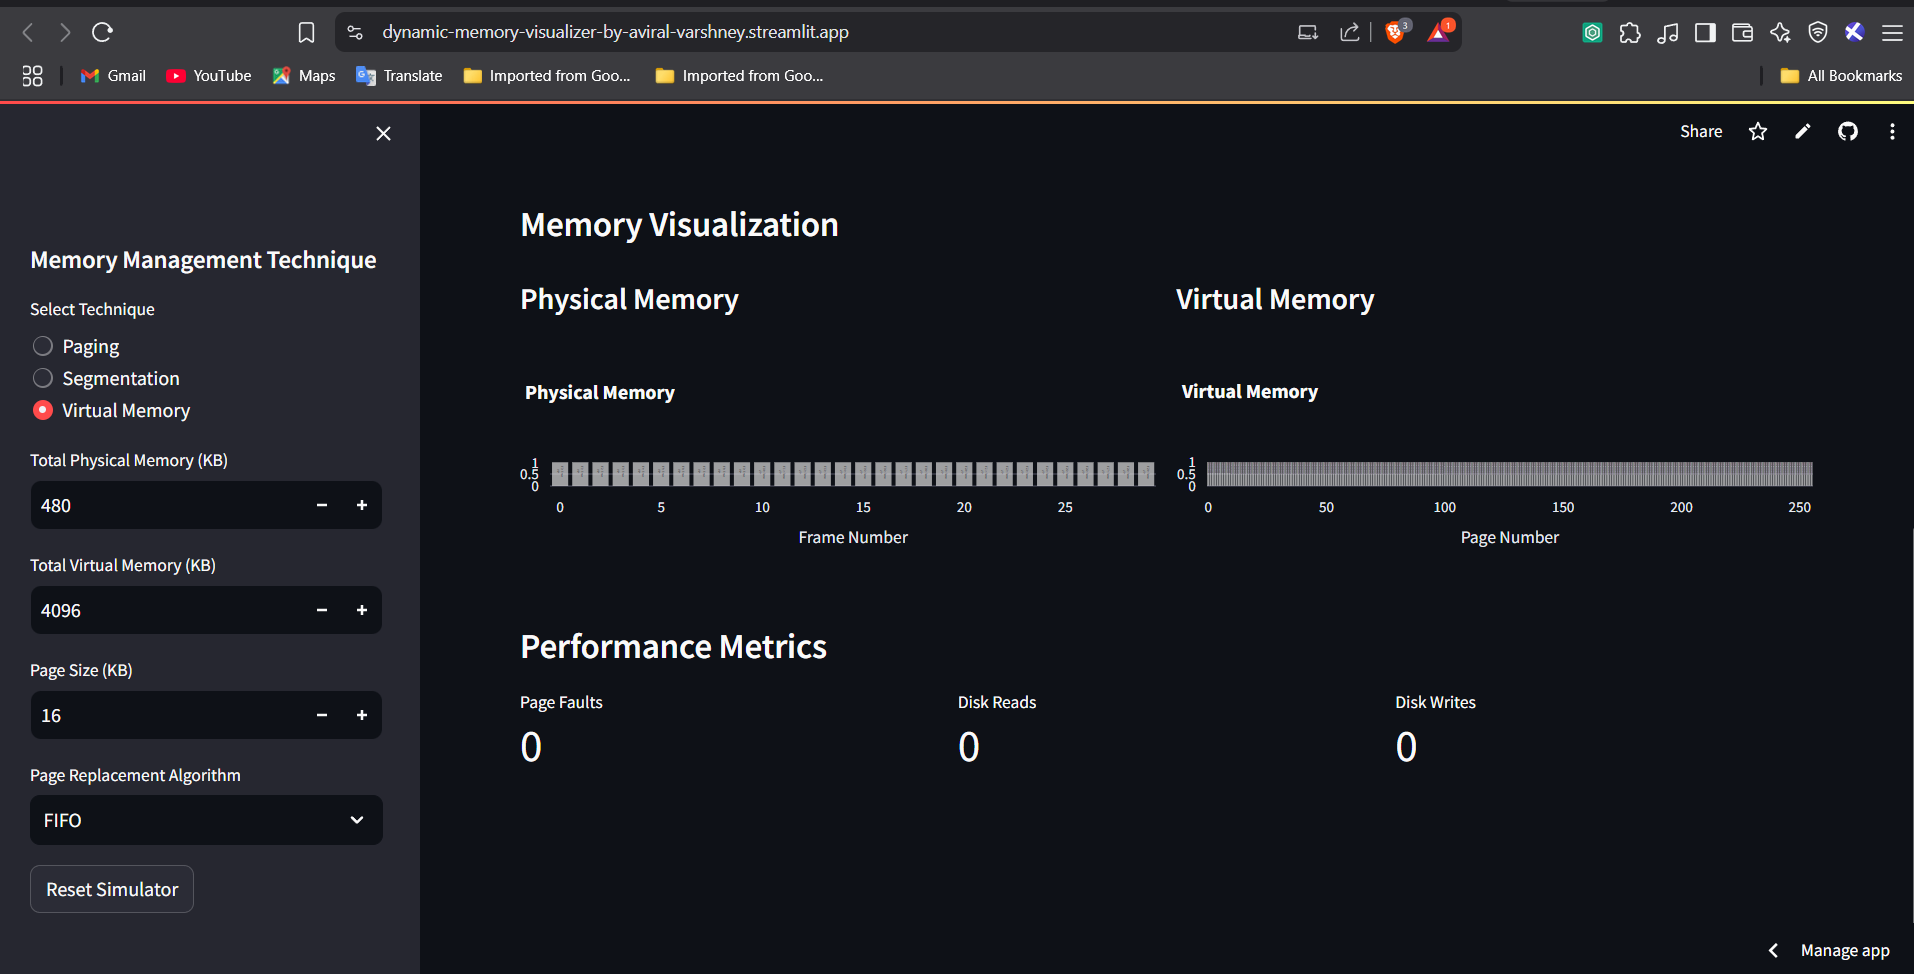 dynamic-memory-visualizer-by-aviral-varshney.streamlit.app
3
1
Gmail
YouTube
Maps
Translate
Imported from Goo...
Imported from Goo...
All Bookmarks
Share
Memory Management Technique
Select Technique
Paging
Segmentation
Virtual Memory
Total Physical Memory (KB)
480
Total Virtual Memory (KB)
4096
Page Size (KB)
16
Page Replacement Algorithm
FIFO
Reset Simulator
Memory Visualization
Physical Memory
Physical Memory
1
0.5
0
0 5 10 15 20 25
Frame Number
Virtual Memory
Virtual Memory
1
0.5
0
0 50 100 150 200 250
Page Number
Performance Metrics
Page Faults
0
Disk Reads
0
Disk Writes
0
Manage app